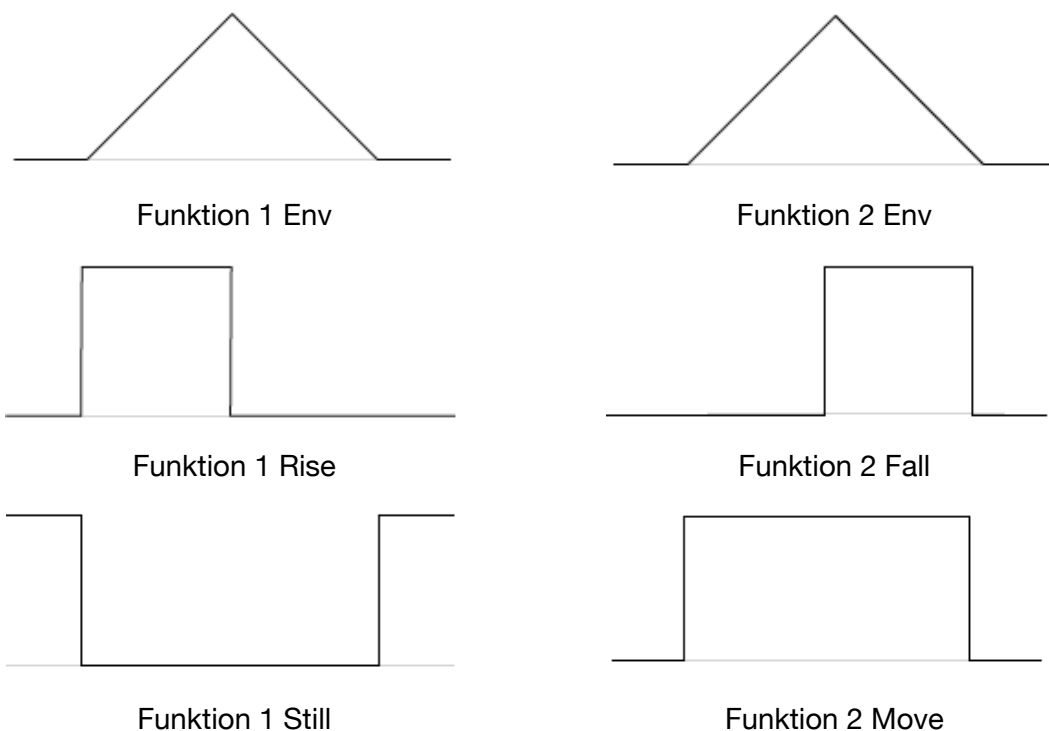 Funktion 1 Env
Funktion 2 Env
Funktion 1 Rise
Funktion 2 Fall
Funktion 1 Still
Funktion 2 Move